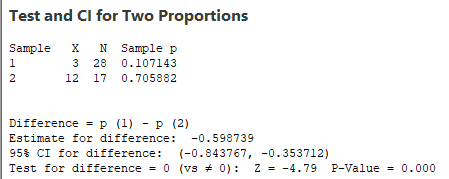 Test and CI for Two Proportions
Sample X N Sample p
1 3 28 0.107143
2 12 17 0.705882
Difference = p (1) - p (2)
Estimate for difference: -0.598739
95% CI for difference: (-0.843767, -0.353712)
Test for difference = 0 (vs ≠ 0): Z = -4.79 P-Value = 0.000